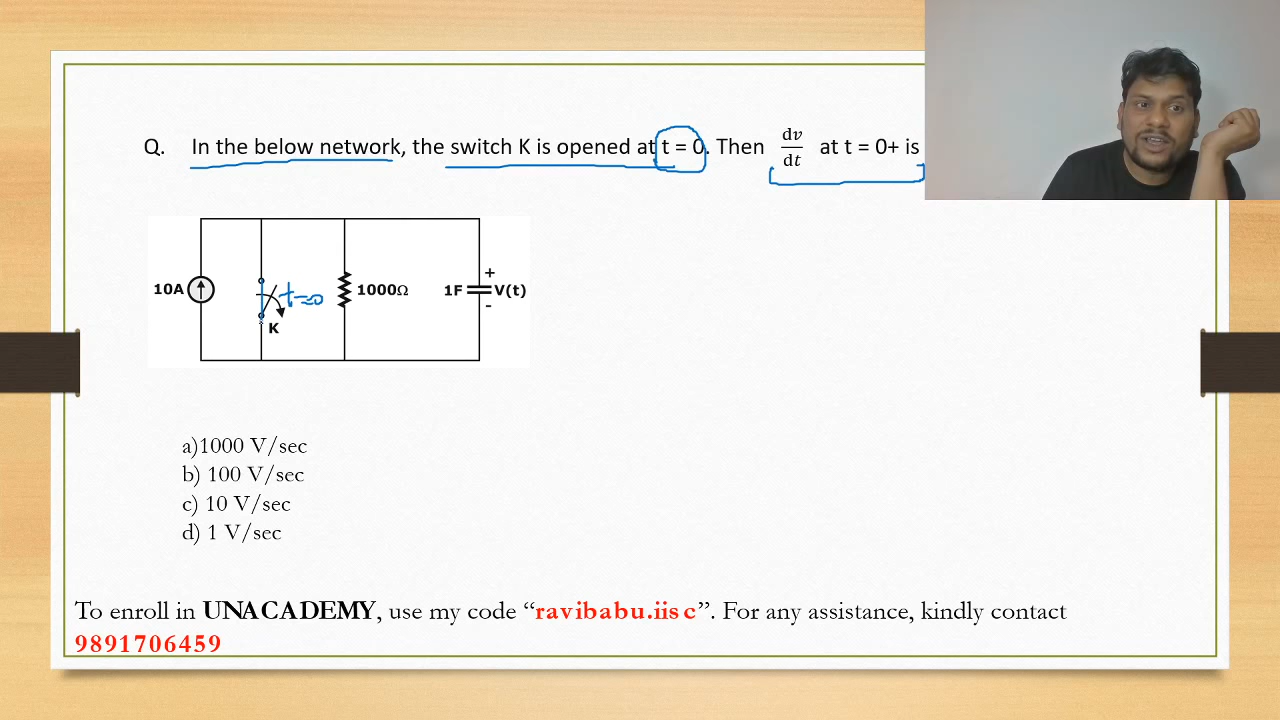 Q. In the below network, the switch K is opened at t = 0. Then dv/dt at t = 0+ is
10A
t=0
K
1000Ω
1F
+
V(t)
-
a)1000 V/sec
b) 100 V/sec
c) 10 V/sec
d) 1 V/sec
To enroll in UNACADEMY, use my code “ravibabu.iisc”. For any assistance, kindly contact
9891706459